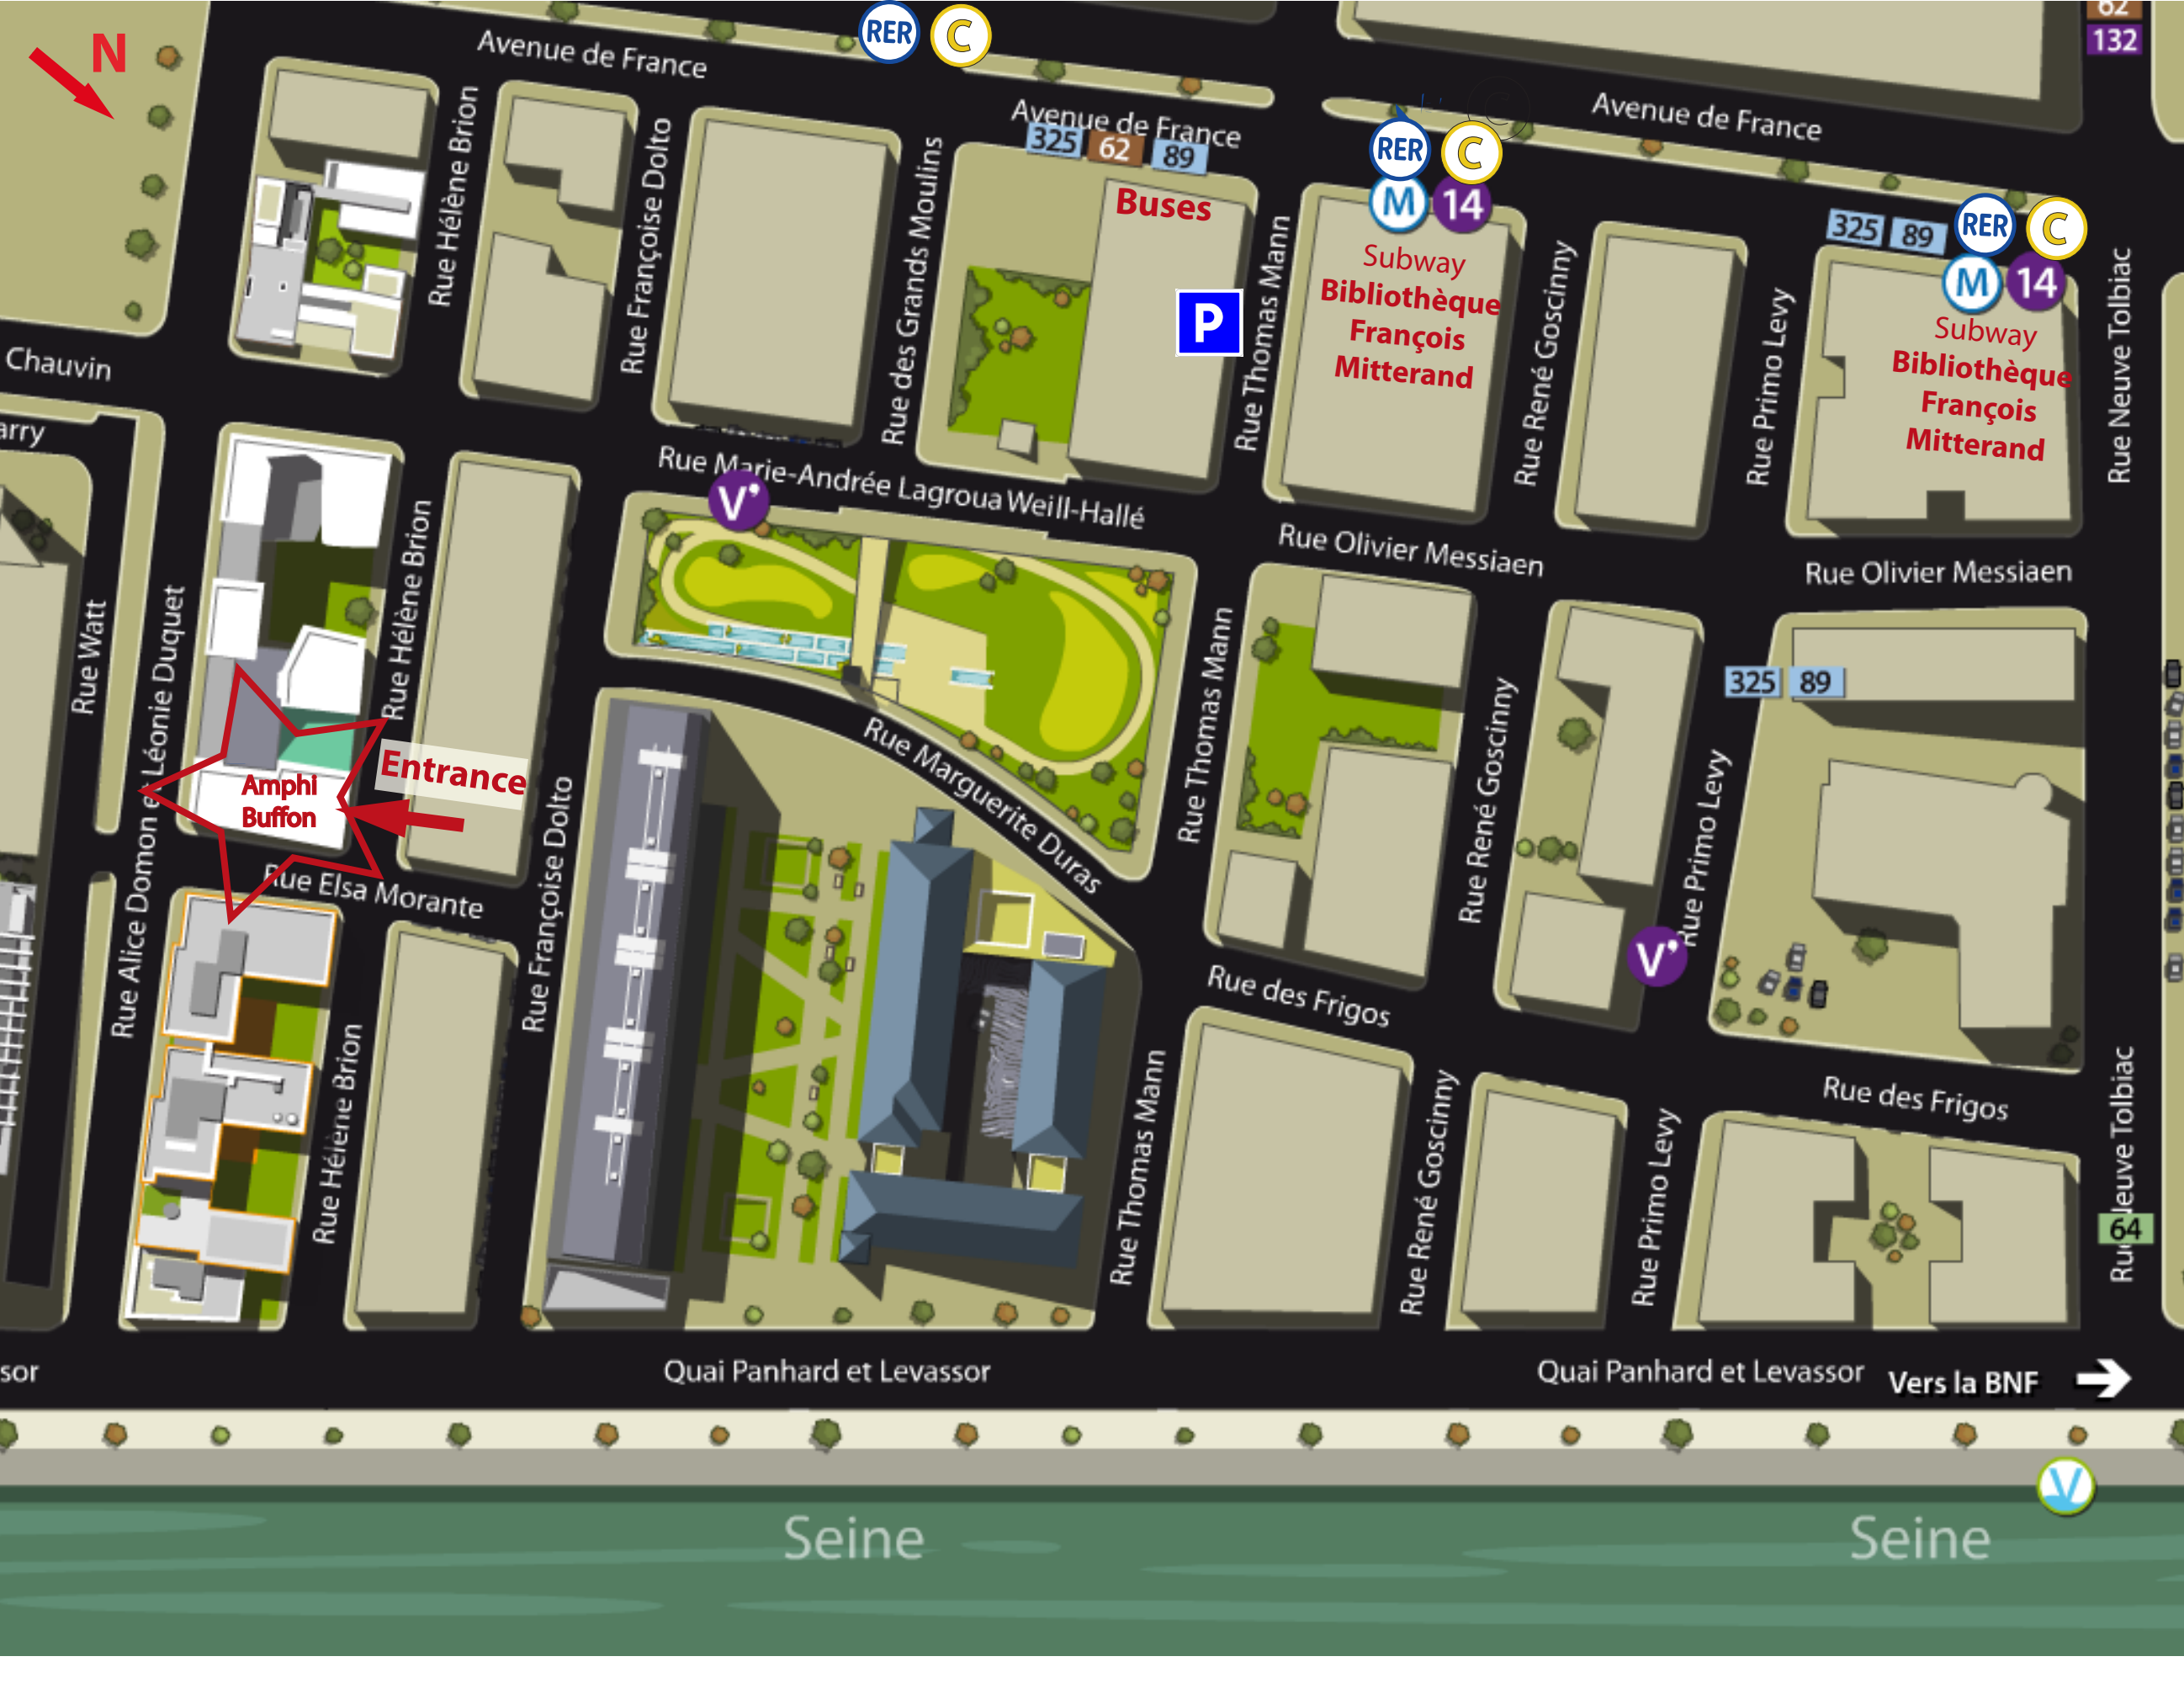 N
Avenue de France
RER C
62
132
Avenue de France
325 62 89
Buses
Avenue de France
RER C
M 14
Subway
Bibliothèque
François
Mitterand
325 89
RER C
M 14
Subway
Bibliothèque
François
Mitterand
Rue Hélène Brion
Rue Françoise Dolto
Rue des Grands Moulins
P
Rue Thomas Mann
Rue René Goscinny
Rue Primo Levy
Rue Neuve Tolbiac
Chauvin
arry
Rue Marie-Andrée Lagroua Weill-Hallé
V'
Rue Olivier Messiaen
Rue Olivier Messiaen
Rue Watt
Rue Alice Domon et Léonie Duquet
Rue Hélène Brion
Amphi
Buffon
Entrance
Rue Elsa Morante
Rue Françoise Dolto
Rue Marguerite Duras
Rue Thomas Mann
Rue René Goscinny
325 89
Rue Primo Levy
V'
Rue des Frigos
Rue des Frigos
Rue Hélène Brion
Rue Thomas Mann
Rue René Goscinny
Rue Primo Levy
Rue Neuve Tolbiac
64
sor
Quai Panhard et Levassor
Quai Panhard et Levassor
Vers la BNF
V
Seine
Seine